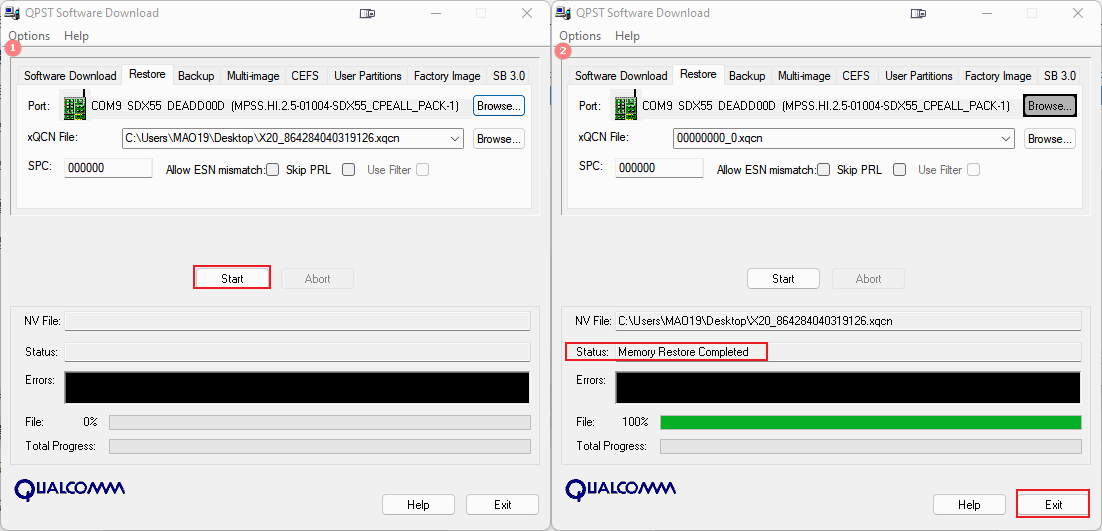 QPST Software Download
Options Help
1
Software Download Restore Backup Multi-image CEFS User Partitions Factory Image SB 3.0
Port: COM9 SDX55 DEADD00D (MPSS.HI.2.5-01004-SDX55_CPEALL_PACK-1) Browse...
xQCN File: C:\Users\MAO19\Desktop\X20_864284040319126.xqcn Browse...
SPC: 000000 Allow ESN mismatch: Skip PRL Use Filter
Start Abort
NV File:
Status:
Errors:
File: 0%
Total Progress:
QUALCOMM
Help Exit
QPST Software Download
Options Help
2
Software Download Restore Backup Multi-image CEFS User Partitions Factory Image SB 3.0
Port: COM9 SDX55 DEADD00D (MPSS.HI.2.5-01004-SDX55_CPEALL_PACK-1) Browse...
xQCN File: 00000000_0.xqcn Browse...
SPC: 000000 Allow ESN mismatch: Skip PRL Use Filter
Start Abort
NV File: C:\Users\MAO19\Desktop\X20_864284040319126.xqcn
Status: Memory Restore Completed
Errors:
File: 100%
Total Progress:
QUALCOMM
Help Exit